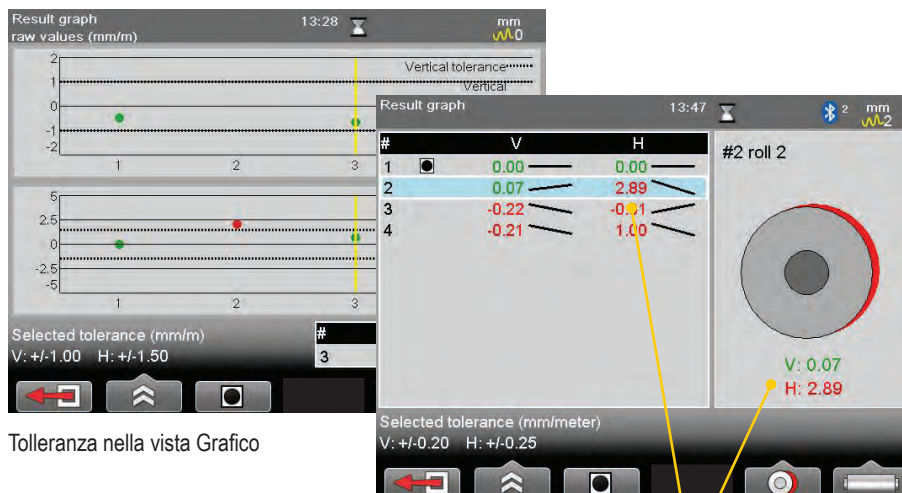 Result graph 13:28 mm
raw values (mm/m) 0
2
Vertical tolerance
1
Vertical
0
-1
-2
1 2 3
5
2.5
0
-2.5
-5
1 2 3
Selected tolerance (mm/m) #
V: +/-1.00 H: +/-1.50 3
Result graph 13:47 2 mm
2
# V H
1 0.00 0.00
2 0.07 2.89
3 -0.22
4 -0.21 1.00
#2 roll 2
V: 0.07
H: 2.89
Selected tolerance (mm/meter)
V: +/-0.20 H: +/-0.25
Tolleranza nella vista Grafico